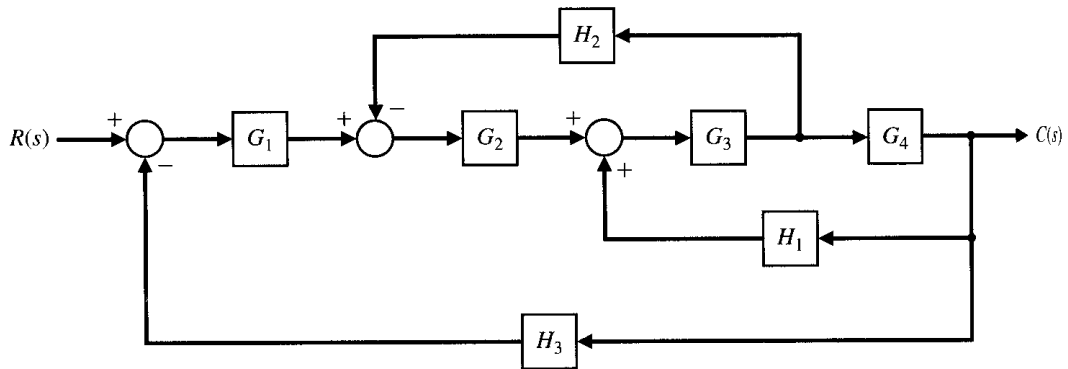 H₂
−
R(s) + G₁ + G₂ + G₃ G₄ C(s)
− +
H₁
H₃